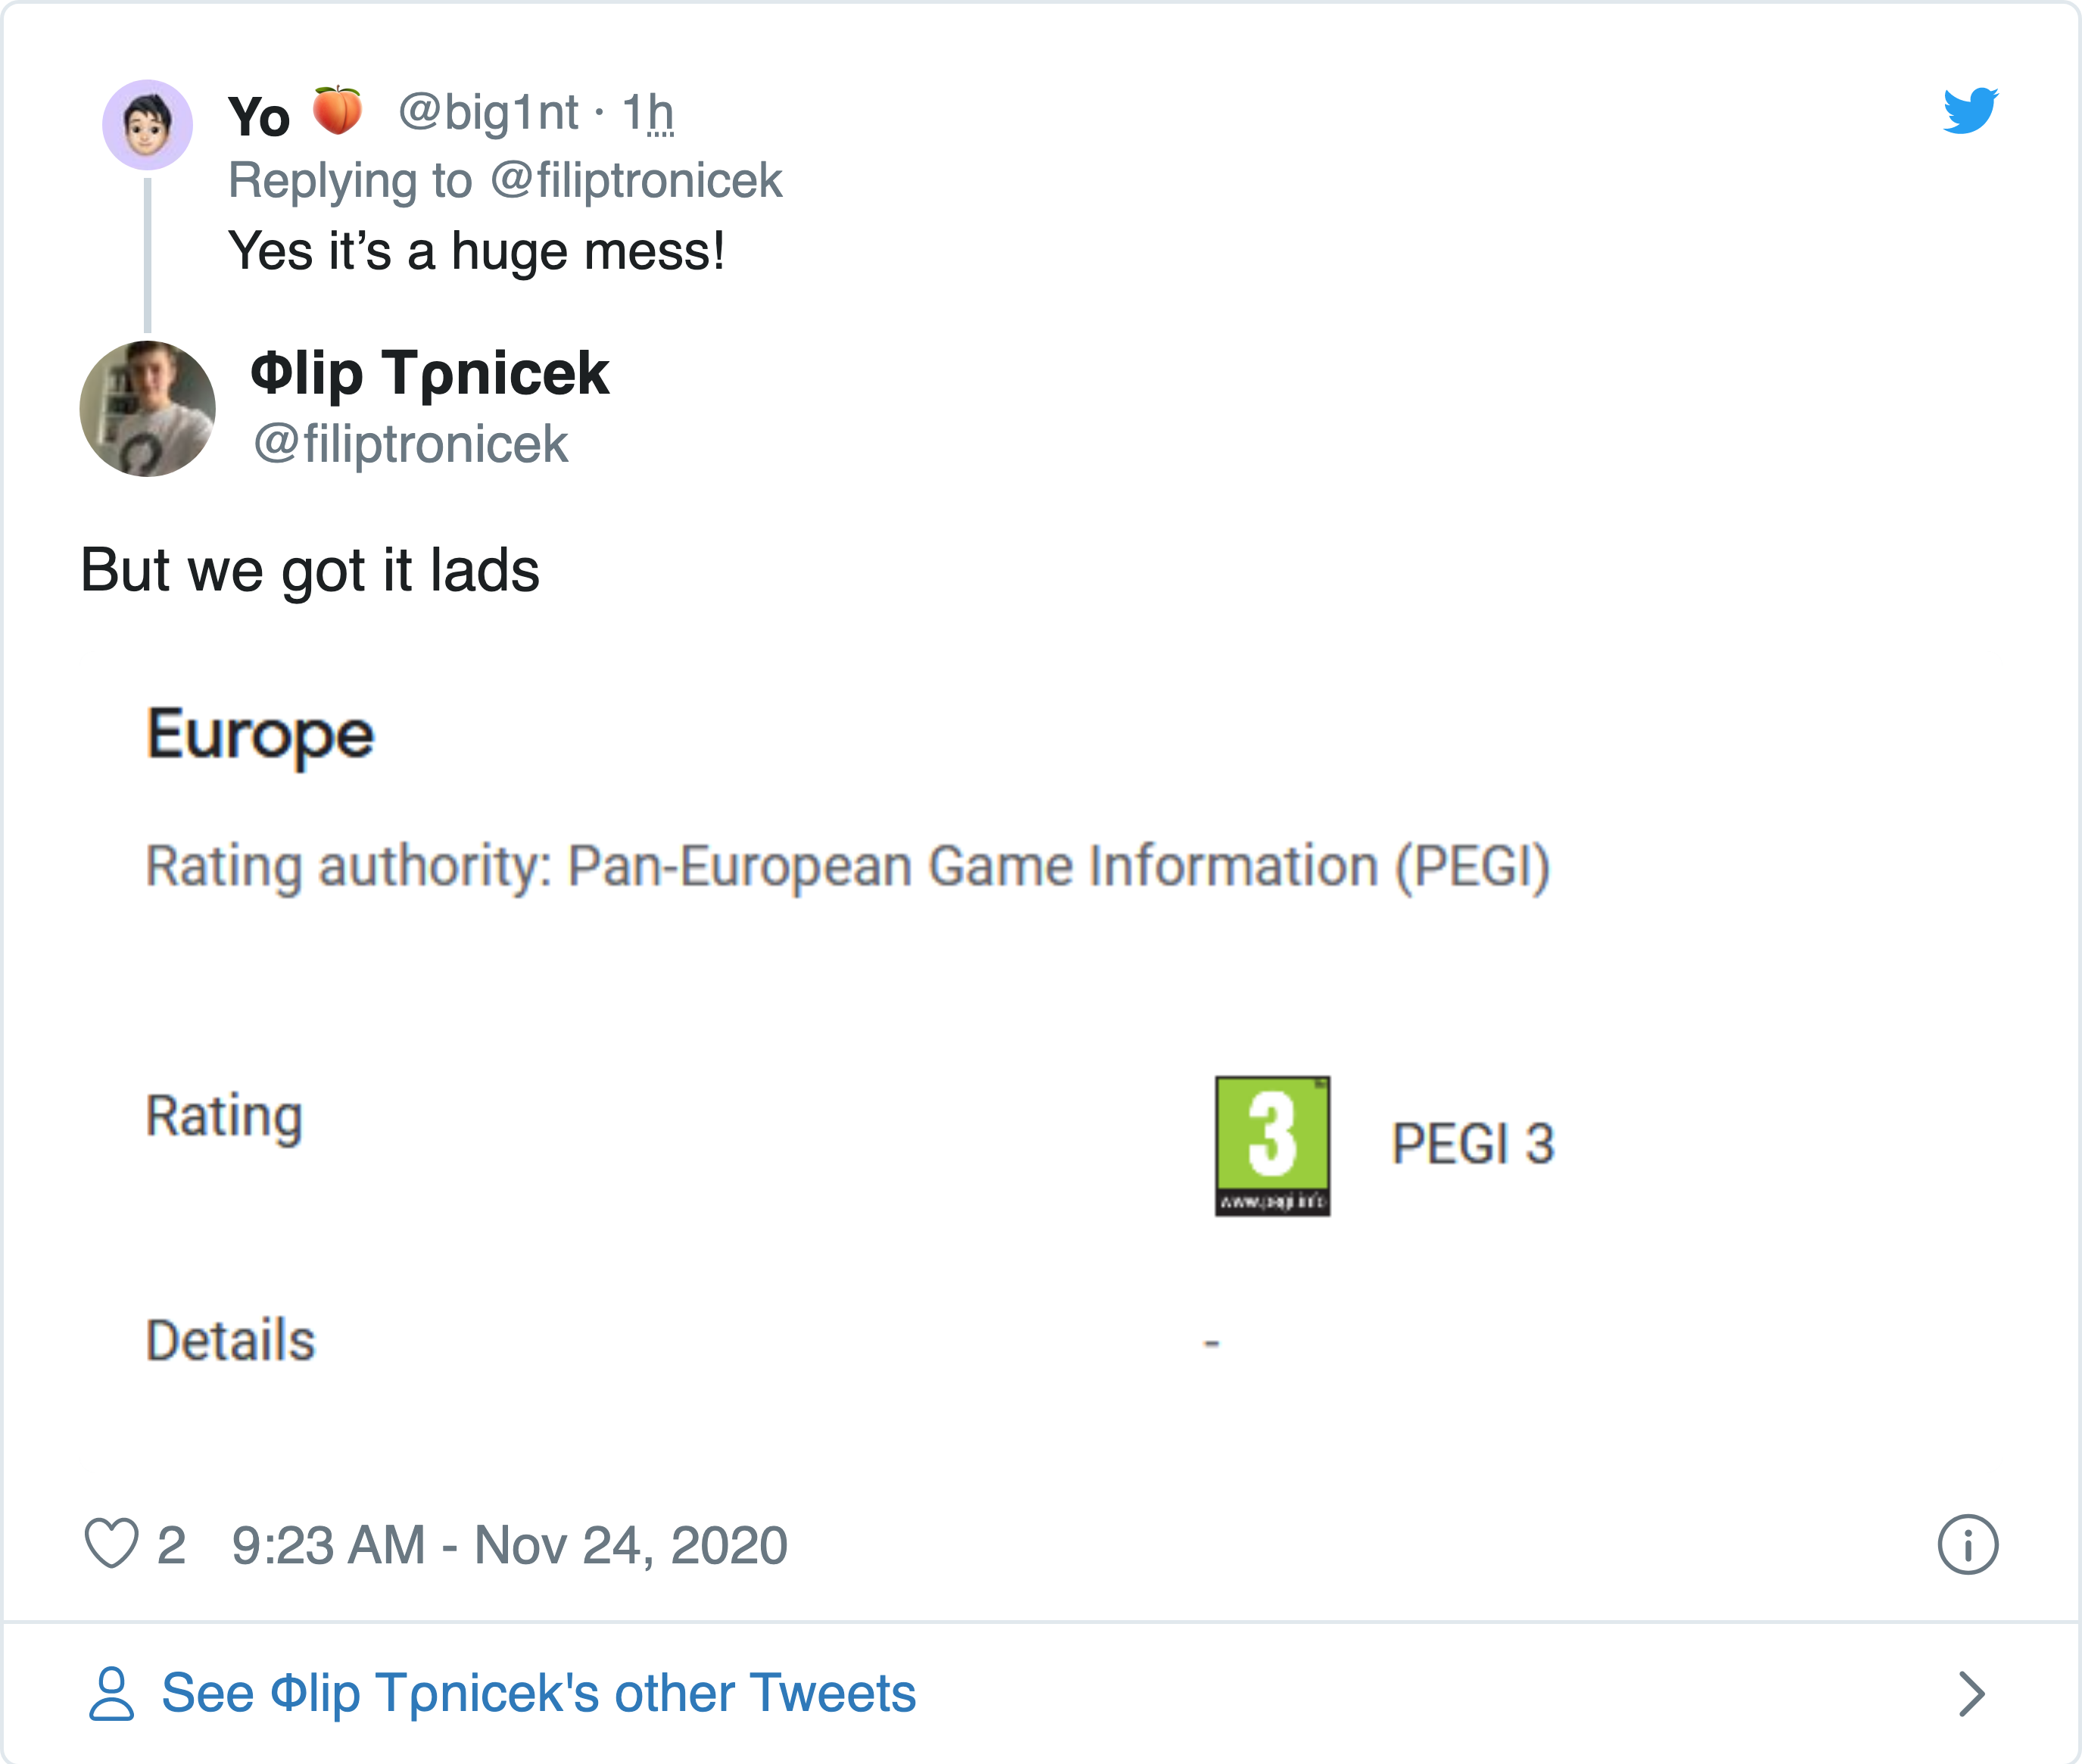 Yo 🍑 @big1nt · 1h
Replying to @filiptronicek
Yes it’s a huge mess!
Φlip Tρnicek
@filiptronicek
But we got it lads
Europe
Rating authority: Pan-European Game Information (PEGI)
Rating
3
www.pegi.info
PEGI 3
Details
-
2 9:23 AM - Nov 24, 2020
See Φlip Tρnicek's other Tweets